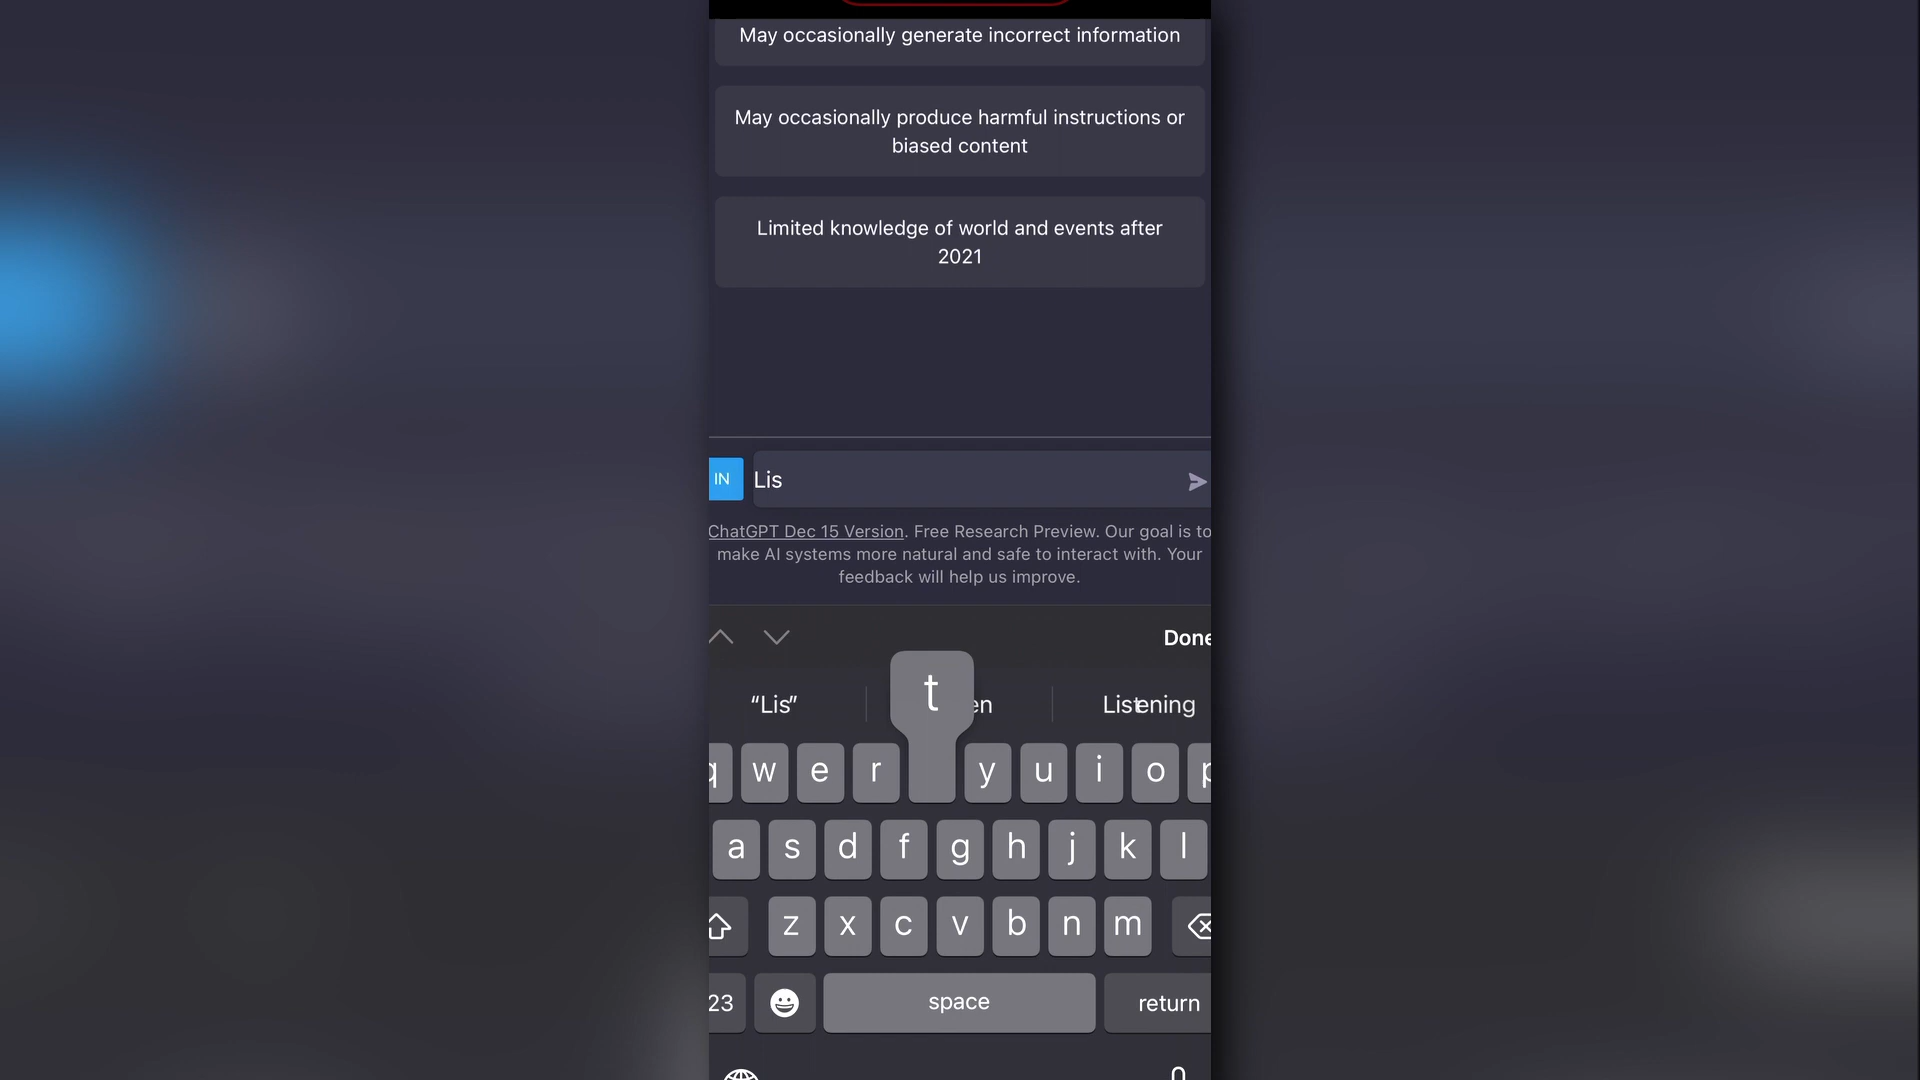 May occasionally generate incorrect information
May occasionally produce harmful instructions or
biased content
Limited knowledge of world and events after
2021
IN Lis
ChatGPT Dec 15 Version. Free Research Preview. Our goal is to
make AI systems more natural and safe to interact with. Your
feedback will help us improve.
Done
“Lis” en Listening
t
q w e r y u i o p
a s d f g h j k l
z x c v b n m
23 space return